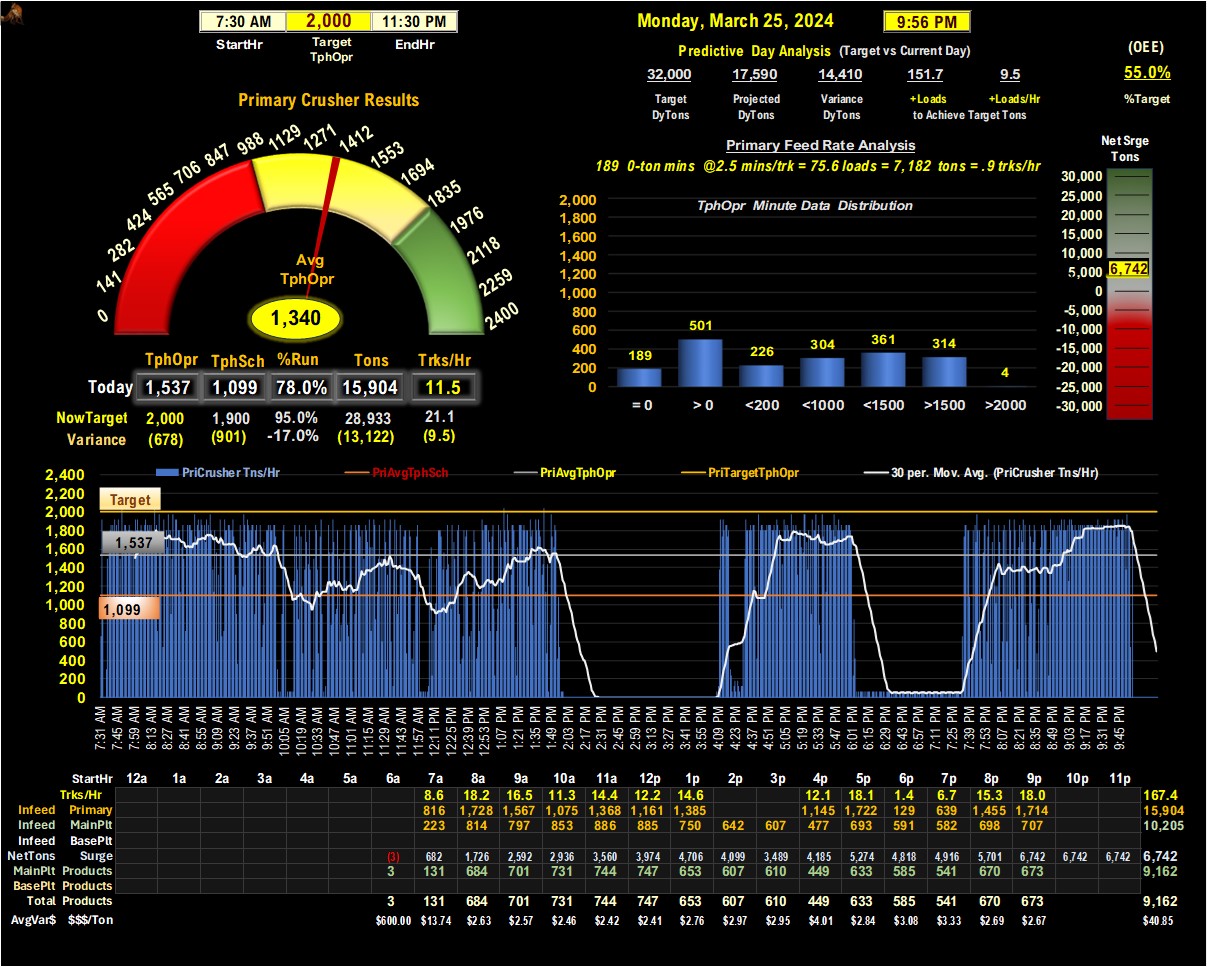 7:30 AM 2,000 11:30 PM
StartHr Target TphOpr EndHr
Monday, March 25, 2024 9:56 PM
Predictive Day Analysis (Target vs Current Day)
32,000 17,590 14,410 151.7 9.5
Target DyTons Projected DyTons Variance DyTons +Loads +Loads/Hr
to Achieve Target Tons
(OEE)
55.0%
%Target
Primary Crusher Results
0 141 282 424 565 706 847 988 1129 1271 1412 1553 1694 1835 1976 2118 2259 2400
Avg
TphOpr
1,340
TphOpr TphSch %Run Tons Trks/Hr
Today 1,537 1,099 78.0% 15,904 11.5
NowTarget 2,000 1,900 95.0% 28,933 21.1
Variance (678) (901) -17.0% (13,122) (9.5)
Primary Feed Rate Analysis
189 0-ton mins @2.5 mins/trk = 75.6 loads = 7,182 tons = .9 trks/hr
TphOpr Minute Data Distribution
2,000
1,800
1,600
1,400
1,200
1,000
800
600
400
200
0
189 501 226 304 361 314 4
= 0 > 0 <200 <1000 <1500 >1500 >2000
Net Srge
Tons
30,000
25,000
20,000
15,000
10,000
5,000
0
-5,000
-10,000
-15,000
-20,000
-25,000
-30,000
6,742
PriCrusher Tns/Hr PriAvgTphSch PriAvgTphOpr PriTargetTphOpr 30 per. Mov. Avg. (PriCrusher Tns/Hr)
2,400
2,200
2,000
1,800
1,600
1,400
1,200
1,000
800
600
400
200
0
Target
1,537
1,099
7:31 AM 7:45 AM 7:59 AM 8:13 AM 8:27 AM 8:41 AM 8:55 AM 9:09 AM 9:23 AM 9:37 AM 9:51 AM 10:05 AM 10:19 AM 10:33 AM 10:47 AM 11:01 AM 11:15 AM 11:29 AM 11:43 AM 11:57 AM 12:11 PM 12:25 PM 12:39 PM 12:53 PM 1:07 PM 1:21 PM 1:35 PM 1:49 PM 2:03 PM 2:17 PM 2:31 PM 2:45 PM 2:59 PM 3:13 PM 3:27 PM 3:41 PM 3:55 PM 4:09 PM 4:23 PM 4:37 PM 4:51 PM 5:05 PM 5:19 PM 5:33 PM 5:47 PM 6:01 PM 6:15 PM 6:29 PM 6:43 PM 6:57 PM 7:11 PM 7:25 PM 7:39 PM 7:53 PM 8:07 PM 8:21 PM 8:35 PM 8:49 PM 9:03 PM 9:17 PM 9:31 PM 9:45 PM
StartHr 12a 1a 2a 3a 4a 5a 6a 7a 8a 9a 10a 11a 12p 1p 2p 3p 4p 5p 6p 7p 8p 9p 10p 11p
Trks/Hr 8.6 18.2 16.5 11.3 14.4 12.2 14.6 12.1 18.1 1.4 6.7 15.3 18.0 167.4
Infeed Primary 816 1,728 1,567 1,075 1,368 1,161 1,385 1,145 1,722 129 639 1,455 1,714 15,904
Infeed MainPlt 223 814 797 853 886 885 750 642 607 477 693 591 582 698 707 10,205
Infeed BasePlt
NetTons Surge (3) 682 1,726 2,592 2,936 3,560 3,974 4,706 4,099 3,489 4,185 5,274 4,818 4,916 5,701 6,742 6,742 6,742 6,742
MainPlt Products 3 131 684 701 731 744 747 653 607 610 449 633 585 541 670 673 9,162
BasePlt Products
Total Products 3 131 684 701 731 744 747 653 607 610 449 633 585 541 670 673 9,162
AvgVar$ $$$/Ton $600.00 $13.74 $2.63 $2.57 $2.46 $2.42 $2.41 $2.76 $2.97 $2.95 $4.01 $2.84 $3.08 $3.33 $2.69 $2.67 $40.85